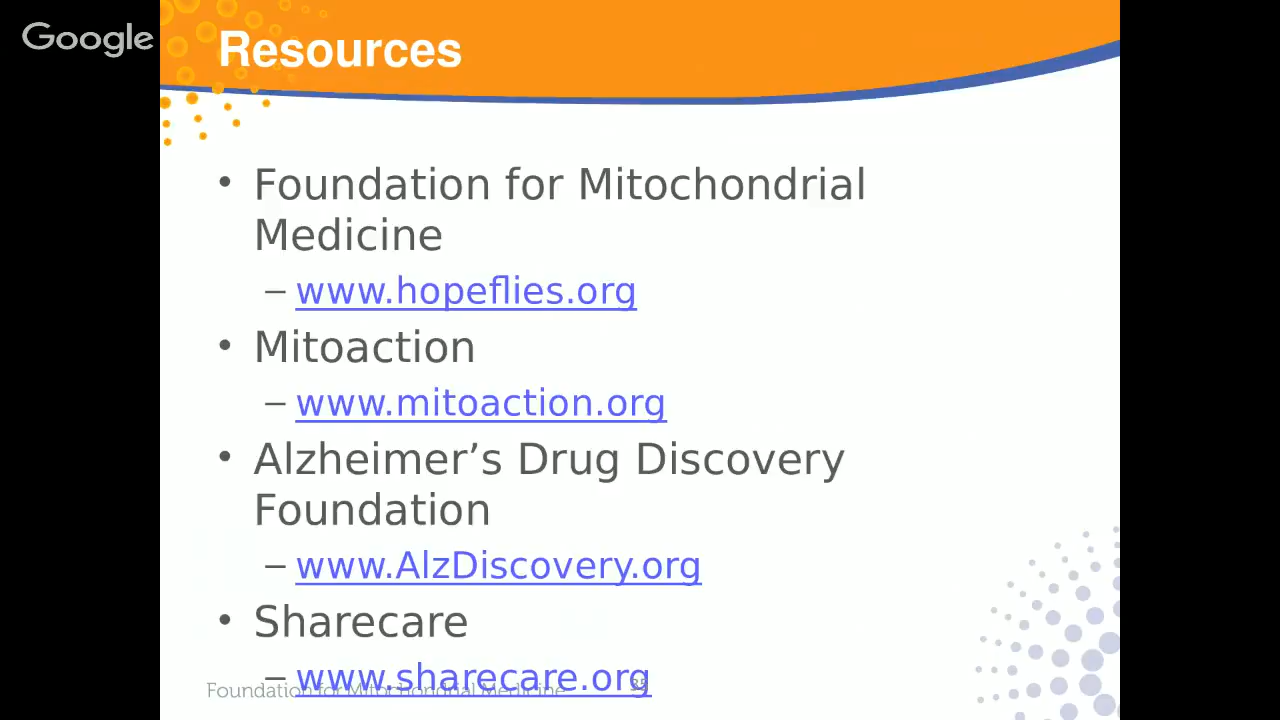 Google
Resources
• Foundation for Mitochondrial
Medicine
– www.hopeflies.org
• Mitoaction
– www.mitoaction.org
• Alzheimer’s Drug Discovery
Foundation
– www.AlzDiscovery.org
• Sharecare
– www.sharecare.org
Foundation for Mitochondrial Medicine